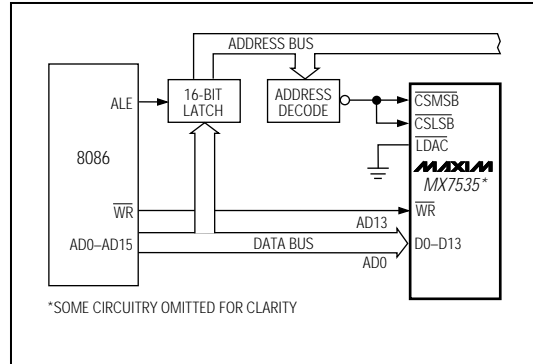 ADDRESS BUS
ALE
16-BIT
LATCH
ADDRESS
DECODE
CSMSB
CSLSB
LDAC
8086
MAXIM
MX7535*
WR
WR
AD13
AD0–AD15
DATA BUS
D0–D13
AD0
*SOME CIRCUITRY OMITTED FOR CLARITY